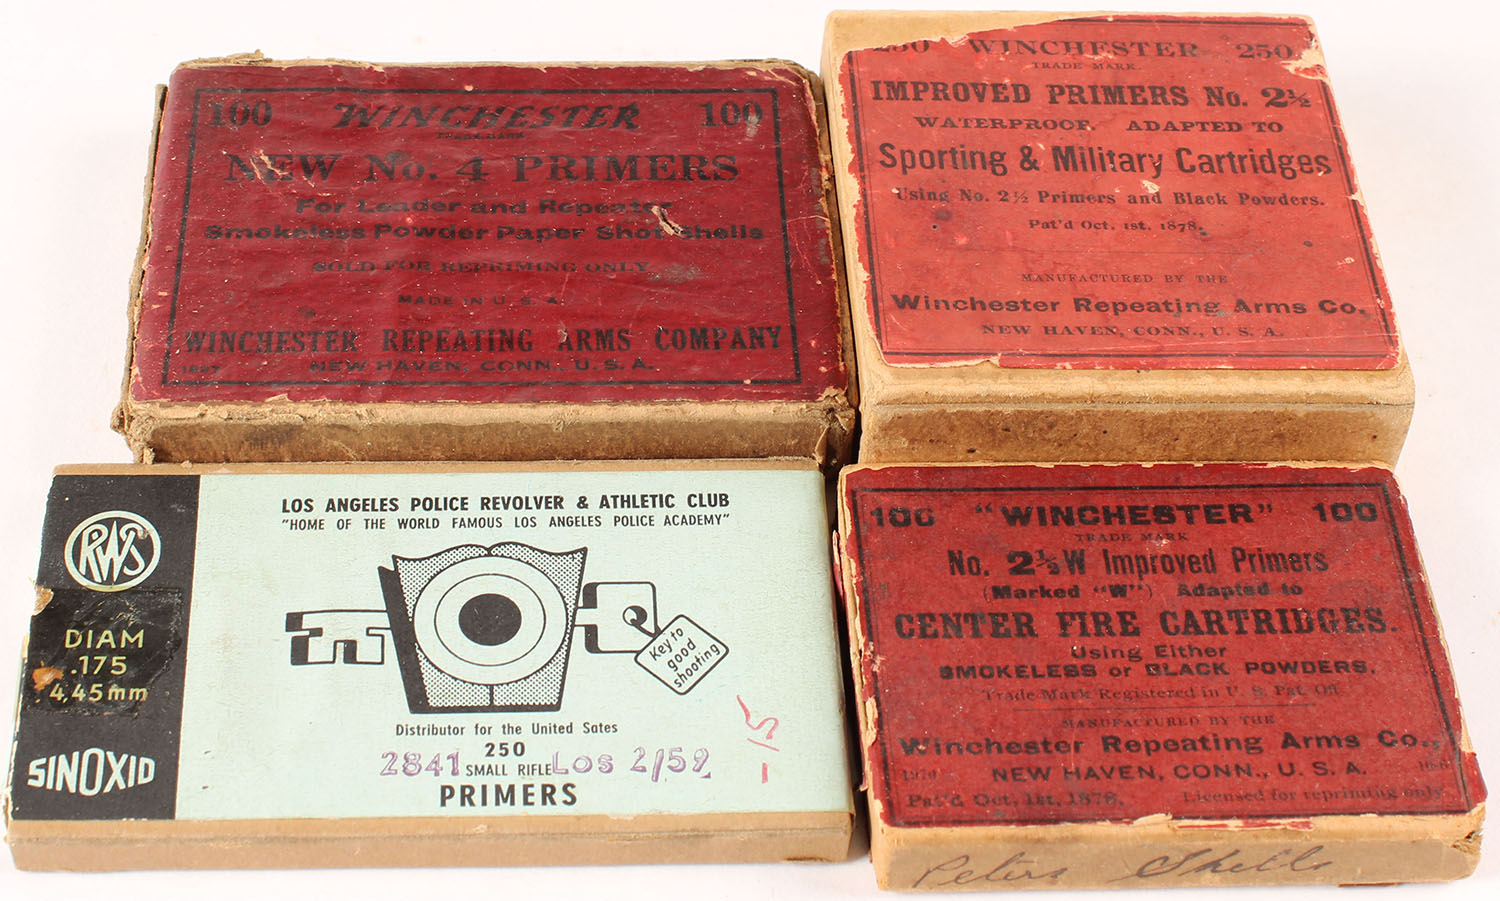 100 WINCHESTER 100
TRADE MARK
NEW No. 4 PRIMERS
For Leader and Repeater
Smokeless Powder Paper Shot Shells
SOLD FOR REPRIMING ONLY
MADE IN U. S. A.
WINCHESTER REPEATING ARMS COMPANY
NEW HAVEN, CONN., U. S. A.
250 WINCHESTER 250
TRADE MARK.
IMPROVED PRIMERS No. 2½
WATERPROOF. ADAPTED TO
Sporting & Military Cartridges
Using No. 2½ Primers and Black Powders.
Pat'd Oct. 1st. 1878.
MANUFACTURED BY THE
Winchester Repeating Arms Co.
NEW HAVEN, CONN., U. S. A.
RWS
DIAM
.175
4,45mm
SINOXID
LOS ANGELES POLICE REVOLVER & ATHLETIC CLUB
"HOME OF THE WORLD FAMOUS LOS ANGELES POLICE ACADEMY"
Key to
good
shooting
Distributor for the United Sates
250
2841 SMALL RIFLE Los 2/59
PRIMERS
-15
100 "WINCHESTER" 100
TRADE MARK
No. 2½W Improved Primers
(Marked "W") Adapted to
CENTER FIRE CARTRIDGES.
Using Either
SMOKELESS or BLACK POWDERS.
Trade Mark Registered in U. S. Pat. Off.
MANUFACTURED BY THE
Winchester Repeating Arms Co.,
NEW HAVEN, CONN., U. S. A.
Pat'd Oct. 1st, 1878. Licensed for repriming only
Peters Shells